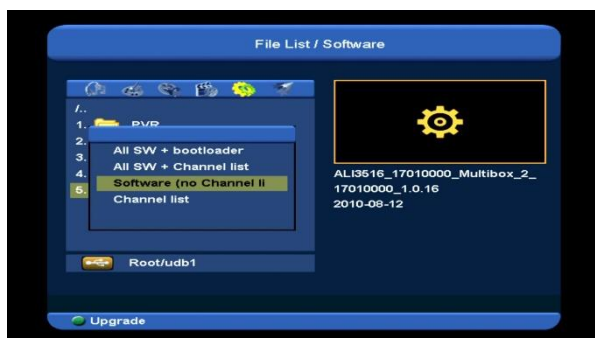 File List / Software
/..
1. PVR
2.
3.
4.
5.
All SW + bootloader
All SW + Channel list
Software (no Channel li
Channel list
ALI3516_17010000_Multibox_2_
17010000_1.0.16
2010-08-12
Root/udb1
Upgrade